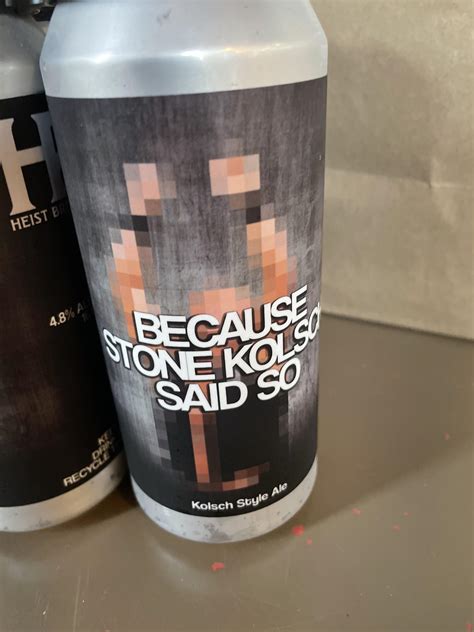 HEIST
4.8%
RECYCLE
BECAUSE
STONE KOLSCH
SAID SO
Kolsch Style Ale